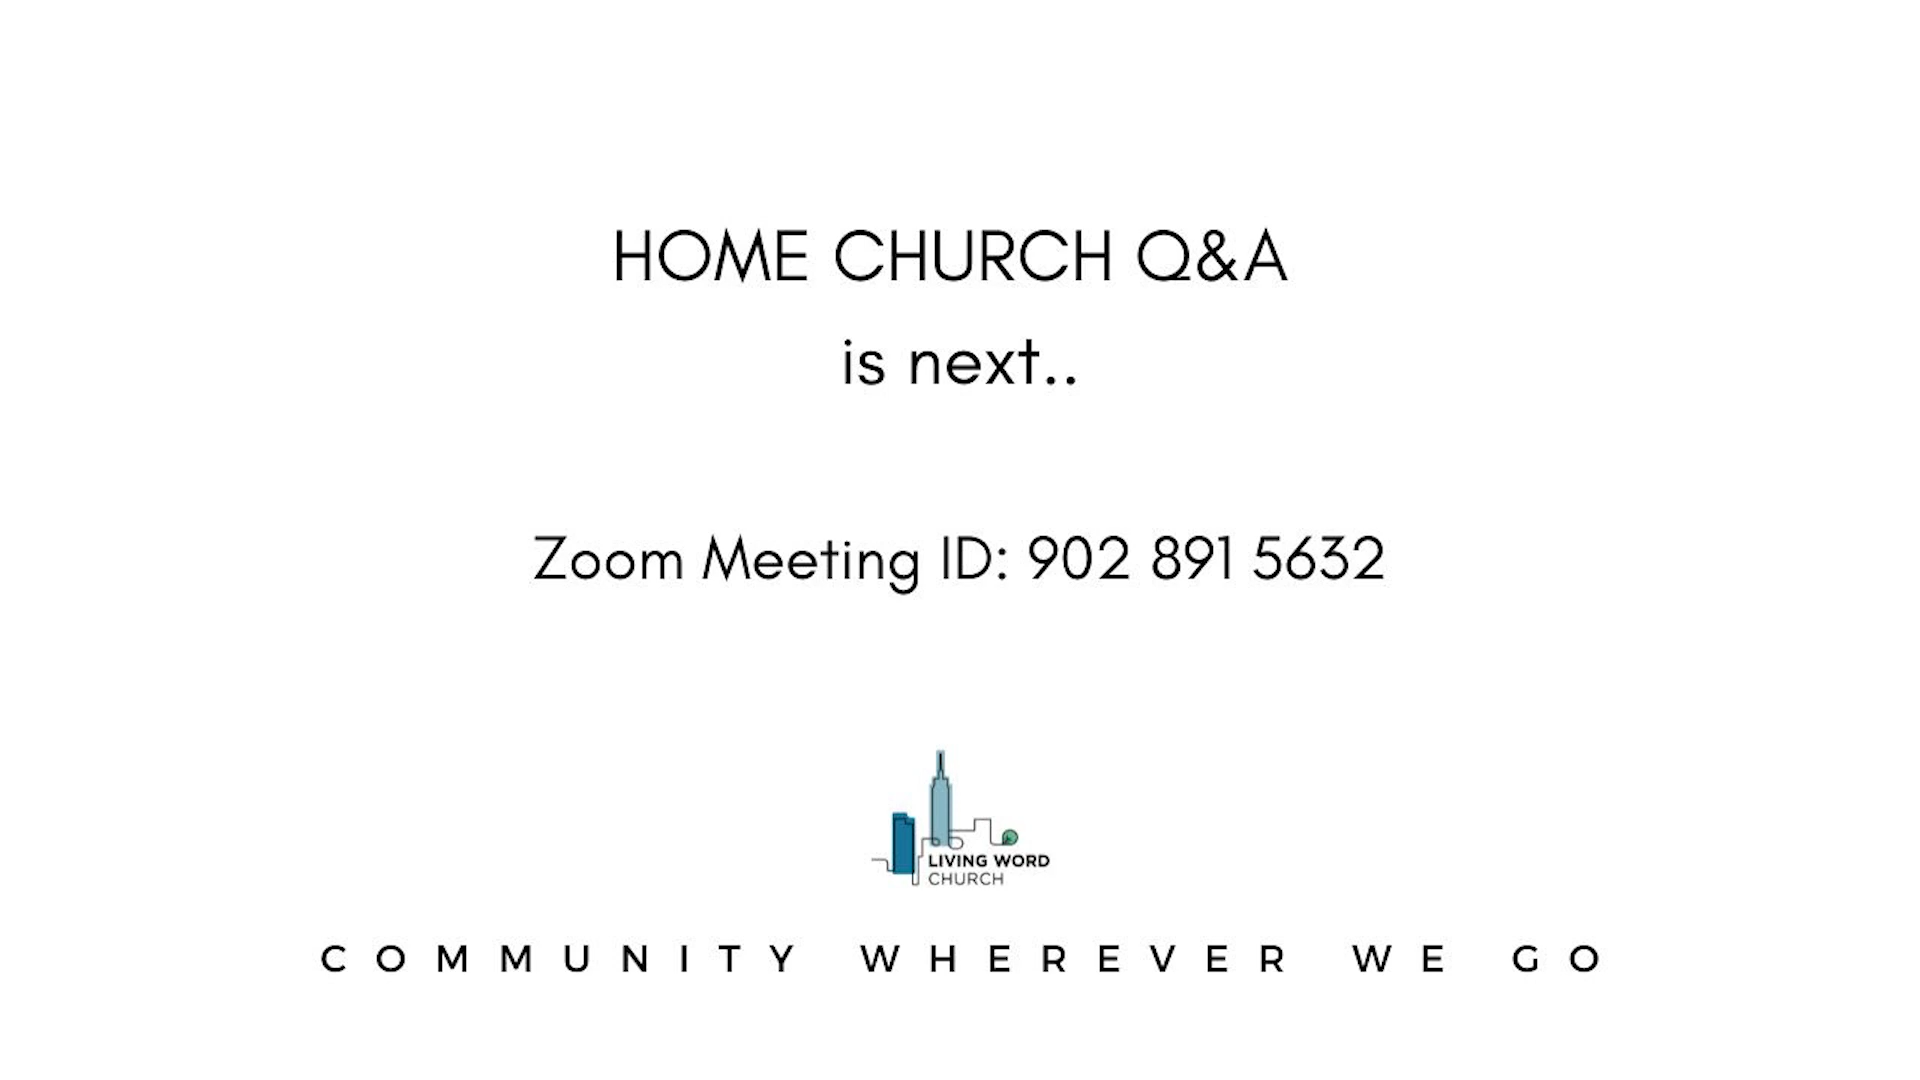 HOME CHURCH Q&A
is next..
Zoom Meeting ID: 902 891 5632
LIVING WORD
CHURCH
COMMUNITY WHEREVER WE GO